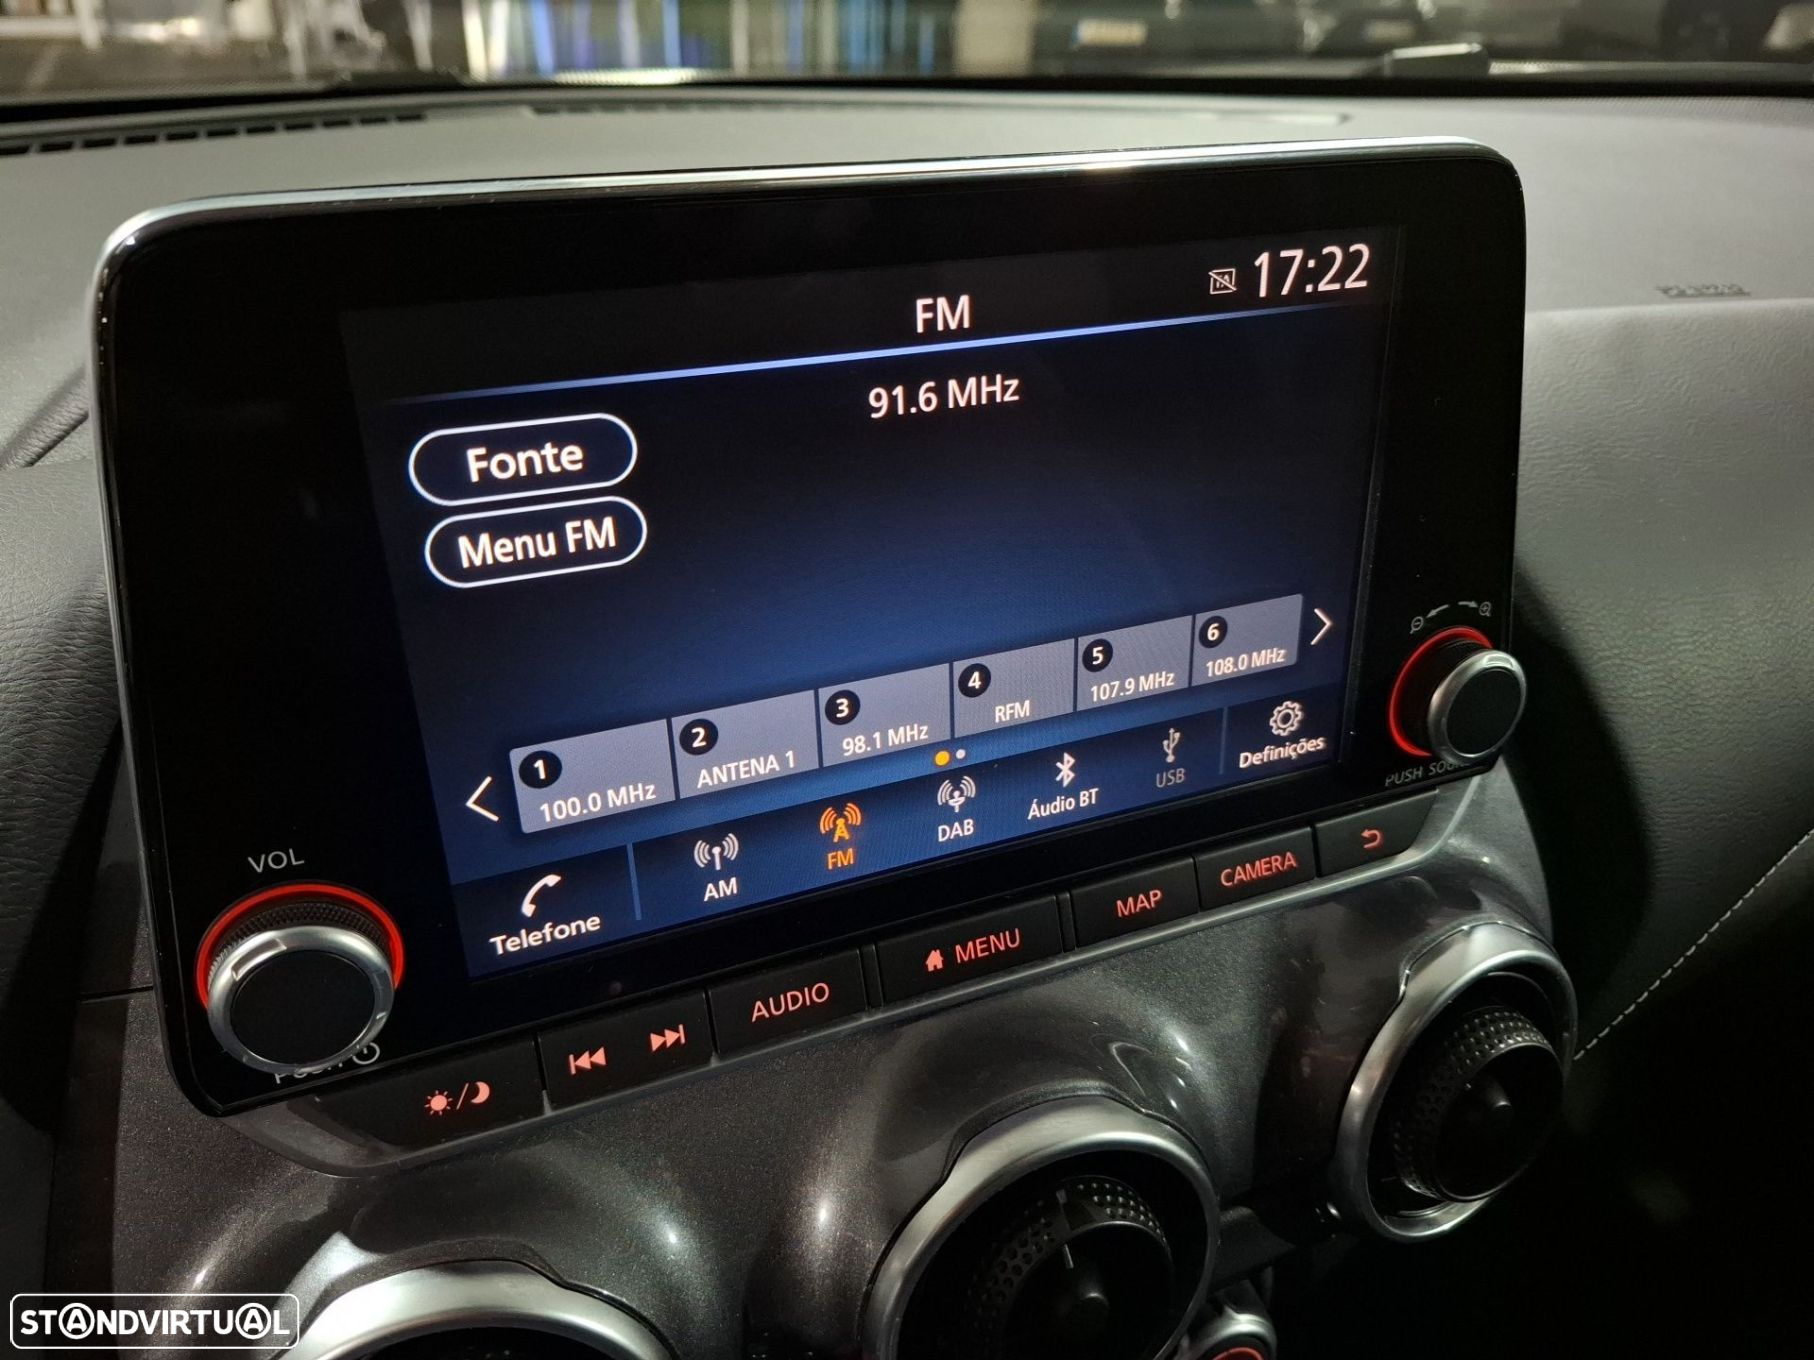 17:22
FM
91.6 MHz
Fonte
Menu FM
1
100.0 MHz
2
ANTENA 1
3
98.1 MHz
4
RFM
5
107.9 MHz
6
108.0 MHz
Telefone
AM
FM
DAB
Áudio BT
USB
Definições
VOL
PUSH
AUDIO
MENU
MAP
CAMERA
STANDVIRTUAL